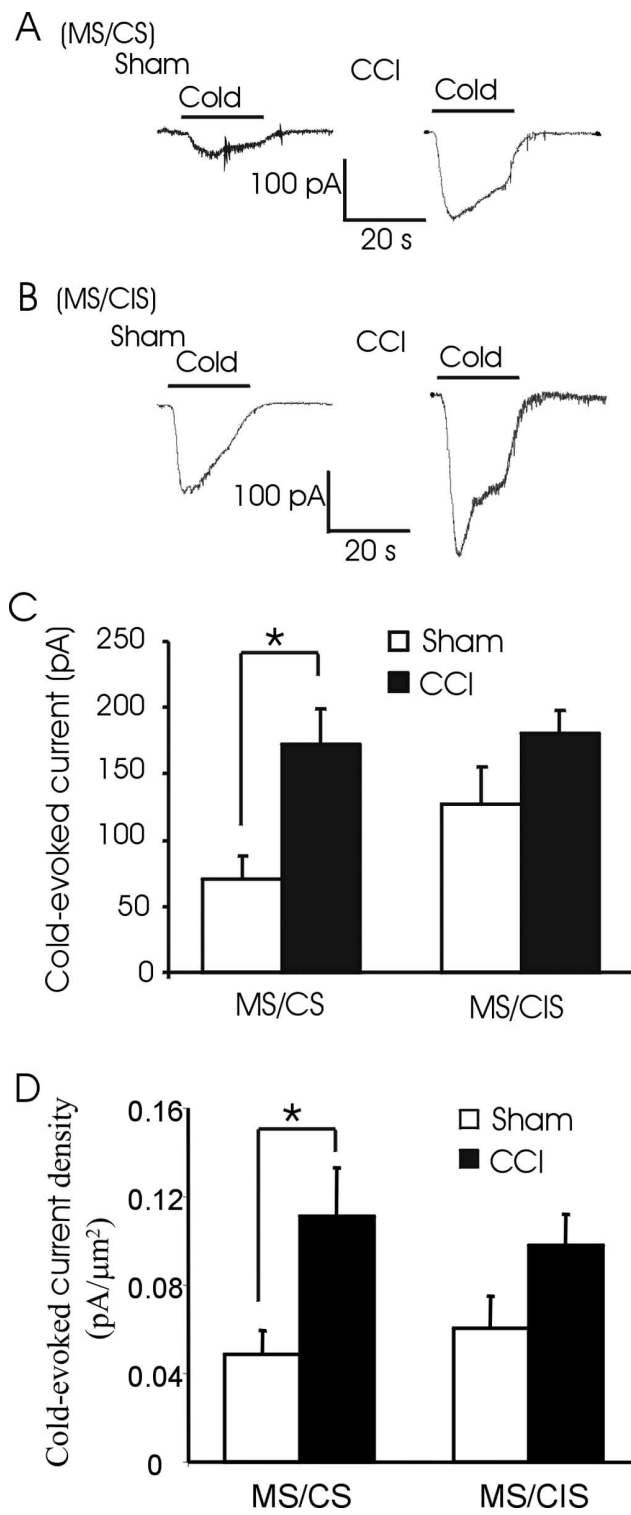 A (MS/CS)
Sham CCI
Cold Cold
100 pA
20 s
B (MS/CIS)
Sham CCI
Cold Cold
100 pA
20 s
C
Cold-evoked current (pA)
250
200
150
100
50
0
*
Sham
CCI
MS/CS MS/CIS
D
Cold-evoked current density
(pA/μm²)
0.16
0.12
0.08
0.04
0
*
Sham
CCI
MS/CS MS/CIS